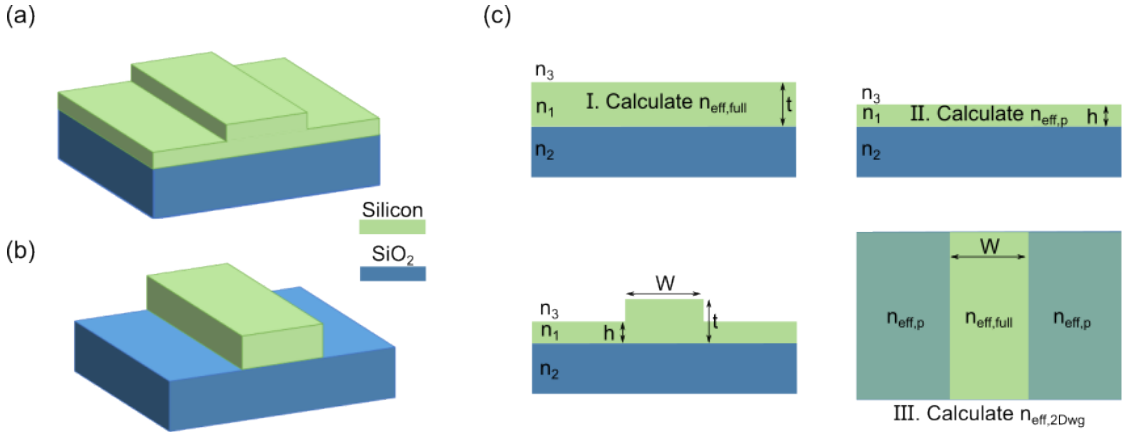 (a)
(c)
n3
n1
I. Calculate neff,full
t
n2
n3
n1
II. Calculate neff,p
h
n2
Silicon
SiO2
(b)
W
n3
n1
h
t
n2
W
neff,p
neff,full
neff,p
III. Calculate neff,2Dwg